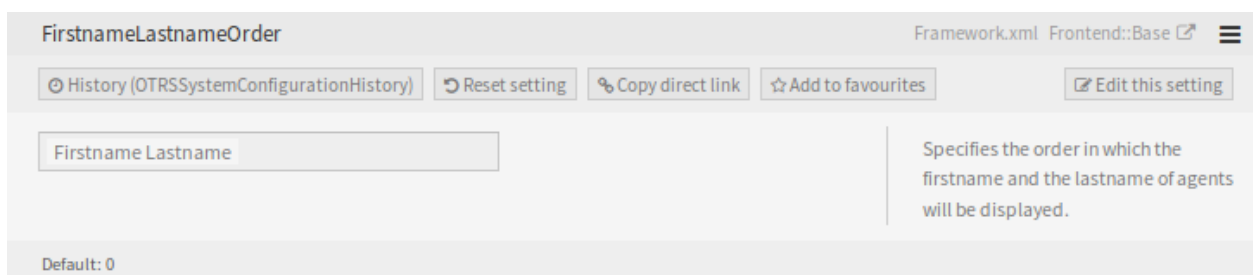 FirstnameLastnameOrder Framework.xml Frontend::Base
History (OTRSSystemConfigurationHistory) Reset setting Copy direct link Add to favourites Edit this setting
Firstname Lastname
Specifies the order in which the
firstname and the lastname of agents
will be displayed.
Default: 0